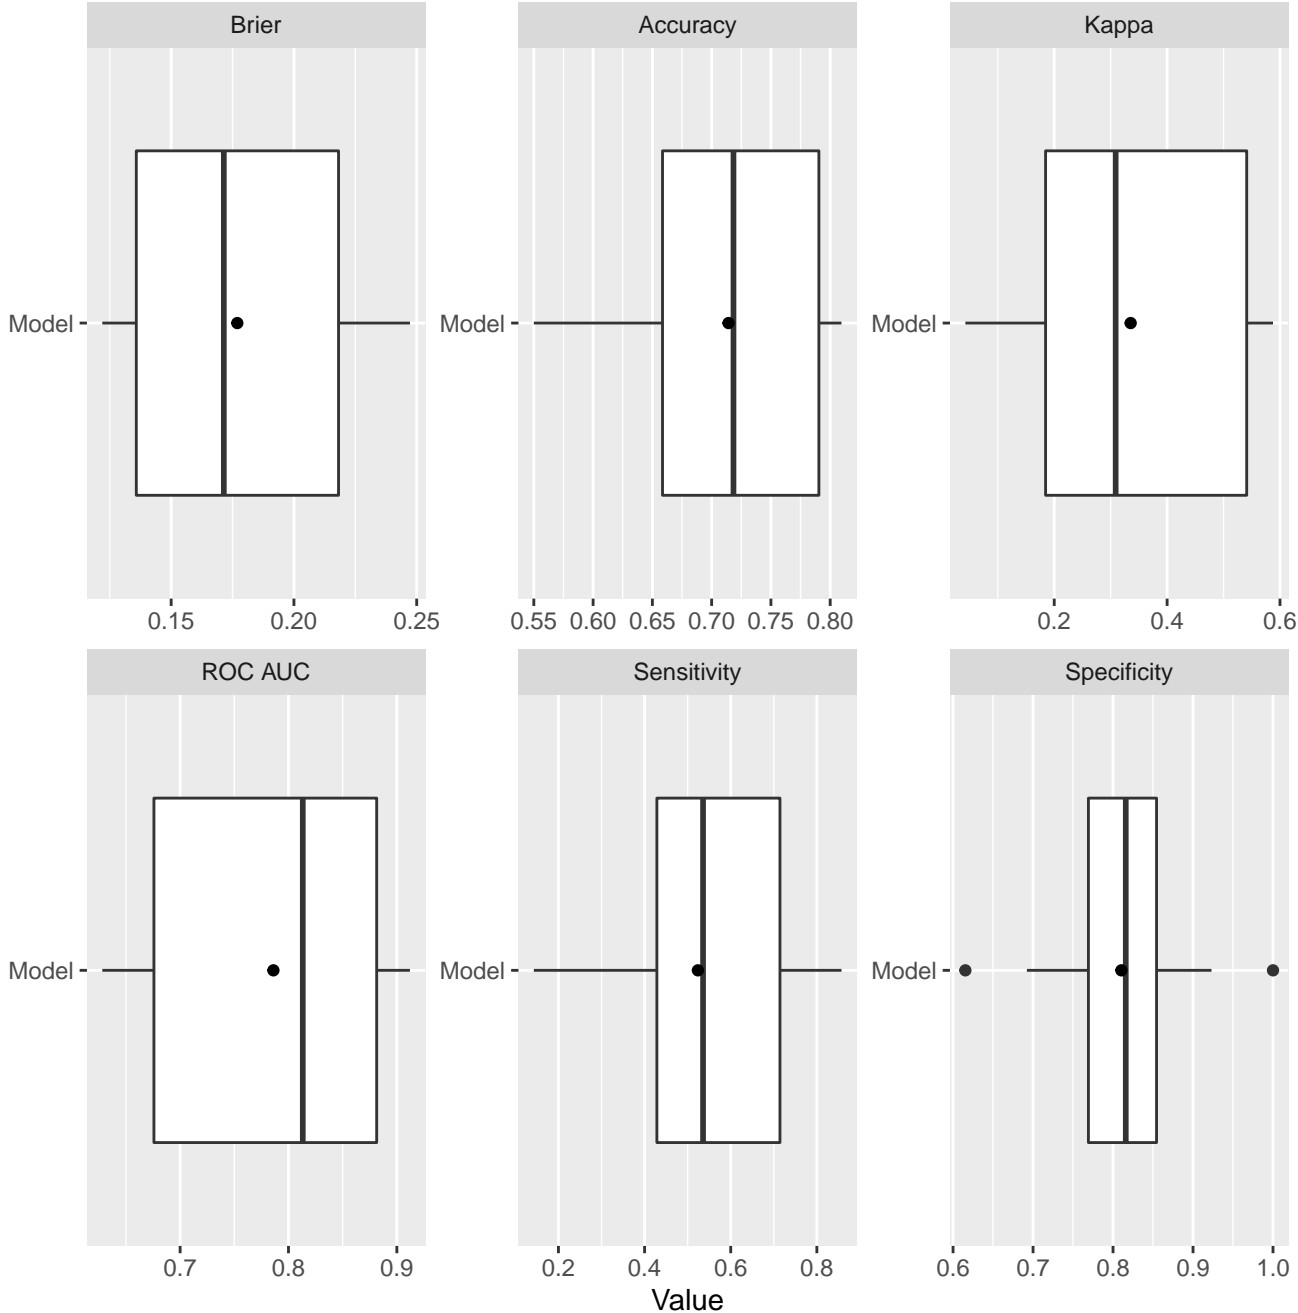 Brier Accuracy Kappa
Model Model Model
0.15 0.20 0.25 0.55 0.60 0.65 0.70 0.75 0.80 0.2 0.4 0.6
ROC AUC Sensitivity Specificity
Model Model Model
0.7 0.8 0.9 0.2 0.4 0.6 0.8 0.6 0.7 0.8 0.9 1.0
Value